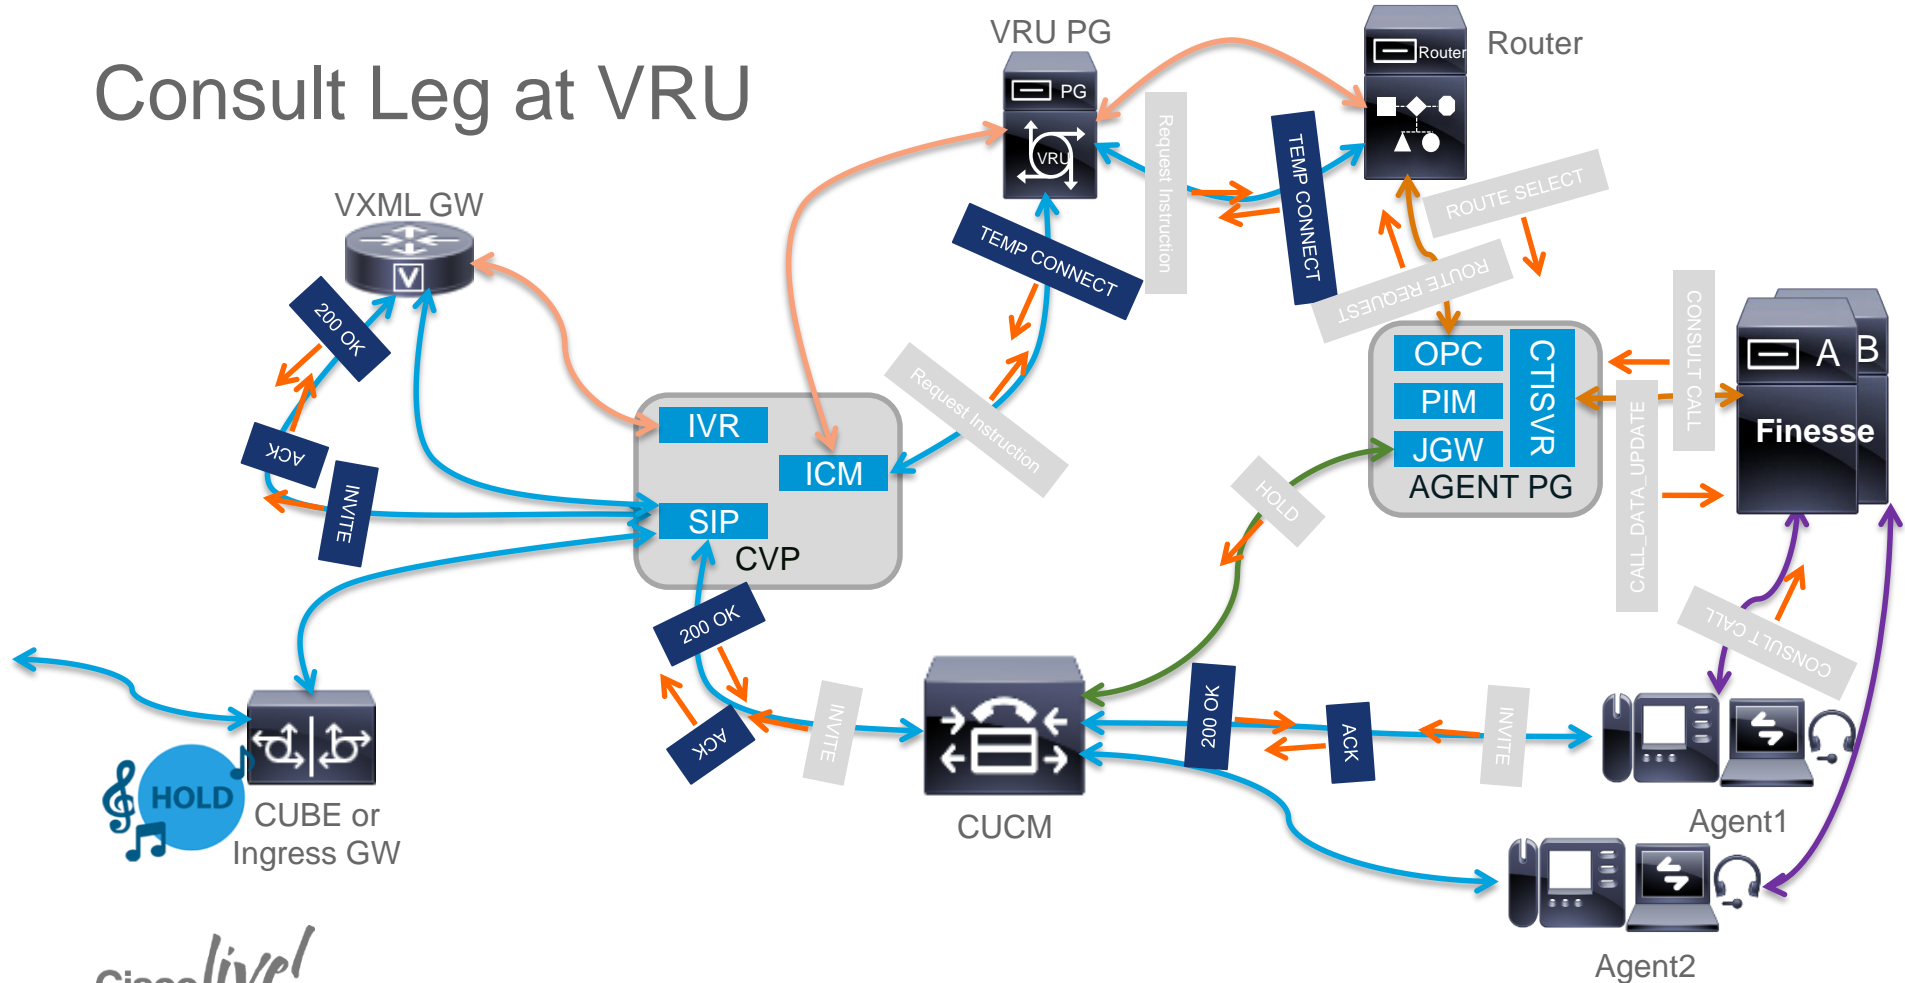 Consult Leg at VRU
VRU PG
Router
PG
VRU
Router
Request Instruction
TEMP CONNECT
ROUTE SELECT
ROUTE REQUEST
VXML GW
V
TEMP CONNECT
200 OK
ACK
INVITE
Request Instruction
IVR
ICM
SIP
CVP
OPC
PIM
JGW
CTISVR
AGENT PG
CONSULT CALL
CALL_DATA_UPDATE
A
B
Finesse
HOLD
CONSULT CALL
200 OK
ACK
INVITE
200 OK
ACK
INVITE
HOLD
CUBE or
Ingress GW
CUCM
Agent1
Agent2
Cisco live!